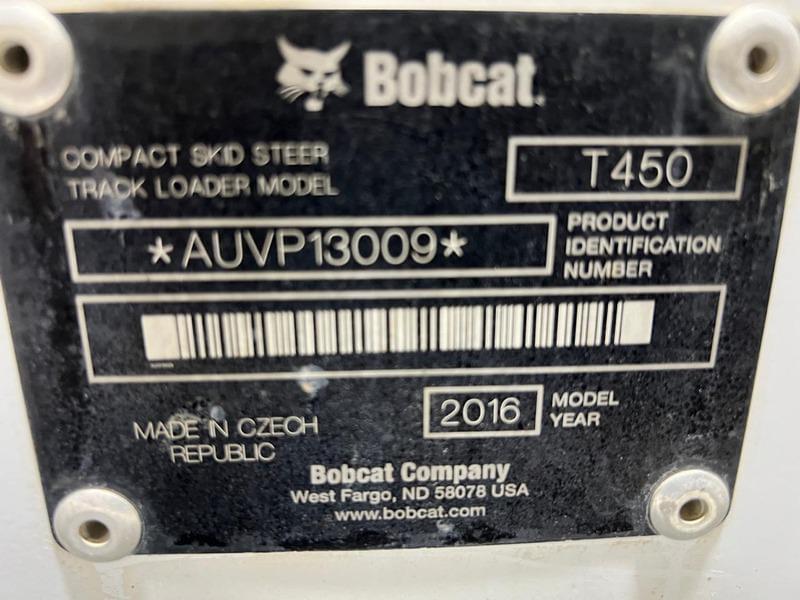 Bobcat.
COMPACT SKID STEER
TRACK LOADER MODEL
T450
*AUVP13009*
PRODUCT
IDENTIFICATION
NUMBER
MADE IN CZECH
REPUBLIC
2016
MODEL
YEAR
Bobcat Company
West Fargo, ND 58078 USA
www.bobcat.com